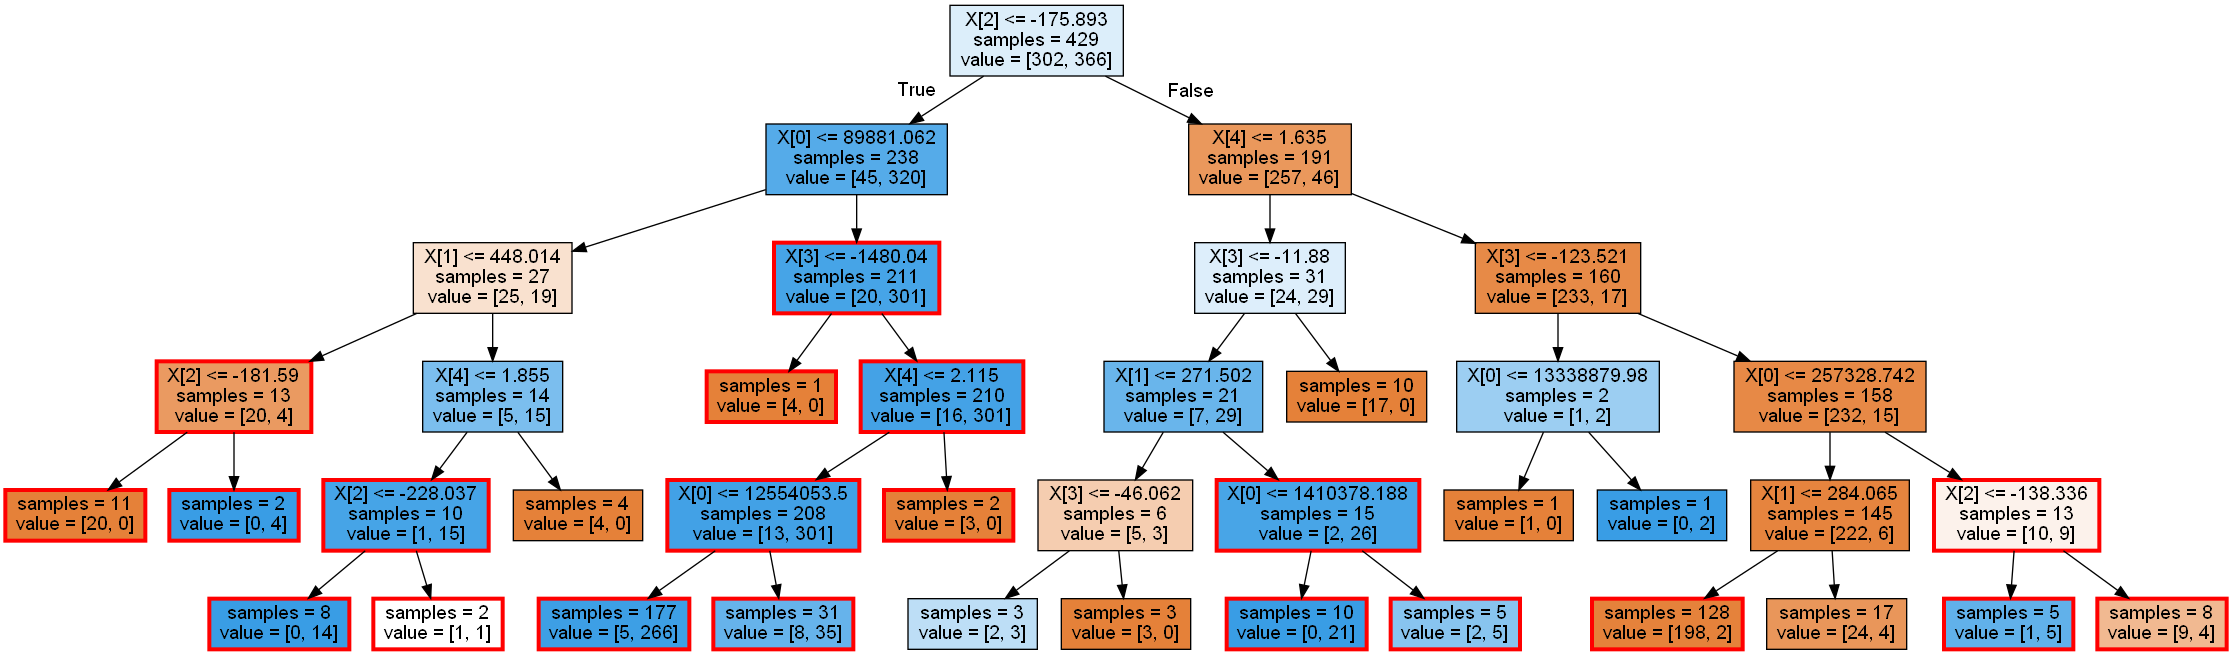 X[2] <= -175.893
samples = 429
value = [302, 366]
True
False
X[0] <= 89881.062
samples = 238
value = [45, 320]
X[4] <= 1.635
samples = 191
value = [257, 46]
X[1] <= 448.014
samples = 27
value = [25, 19]
X[3] <= -1480.04
samples = 211
value = [20, 301]
X[3] <= -11.88
samples = 31
value = [24, 29]
X[3] <= -123.521
samples = 160
value = [233, 17]
X[2] <= -181.59
samples = 13
value = [20, 4]
X[4] <= 1.855
samples = 14
value = [5, 15]
samples = 1
value = [4, 0]
X[4] <= 2.115
samples = 210
value = [16, 301]
X[1] <= 271.502
samples = 21
value = [7, 29]
samples = 10
value = [17, 0]
X[0] <= 13338879.98
samples = 2
value = [1, 2]
X[0] <= 257328.742
samples = 158
value = [232, 15]
samples = 11
value = [20, 0]
samples = 2
value = [0, 4]
X[2] <= -228.037
samples = 10
value = [1, 15]
samples = 4
value = [4, 0]
X[0] <= 12554053.5
samples = 208
value = [13, 301]
samples = 2
value = [3, 0]
X[3] <= -46.062
samples = 6
value = [5, 3]
X[0] <= 1410378.188
samples = 15
value = [2, 26]
samples = 1
value = [1, 0]
samples = 1
value = [0, 2]
X[1] <= 284.065
samples = 145
value = [222, 6]
X[2] <= -138.336
samples = 13
value = [10, 9]
samples = 8
value = [0, 14]
samples = 2
value = [1, 1]
samples = 177
value = [5, 266]
samples = 31
value = [8, 35]
samples = 3
value = [2, 3]
samples = 3
value = [3, 0]
samples = 10
value = [0, 21]
samples = 5
value = [2, 5]
samples = 128
value = [198, 2]
samples = 17
value = [24, 4]
samples = 5
value = [1, 5]
samples = 8
value = [9, 4]